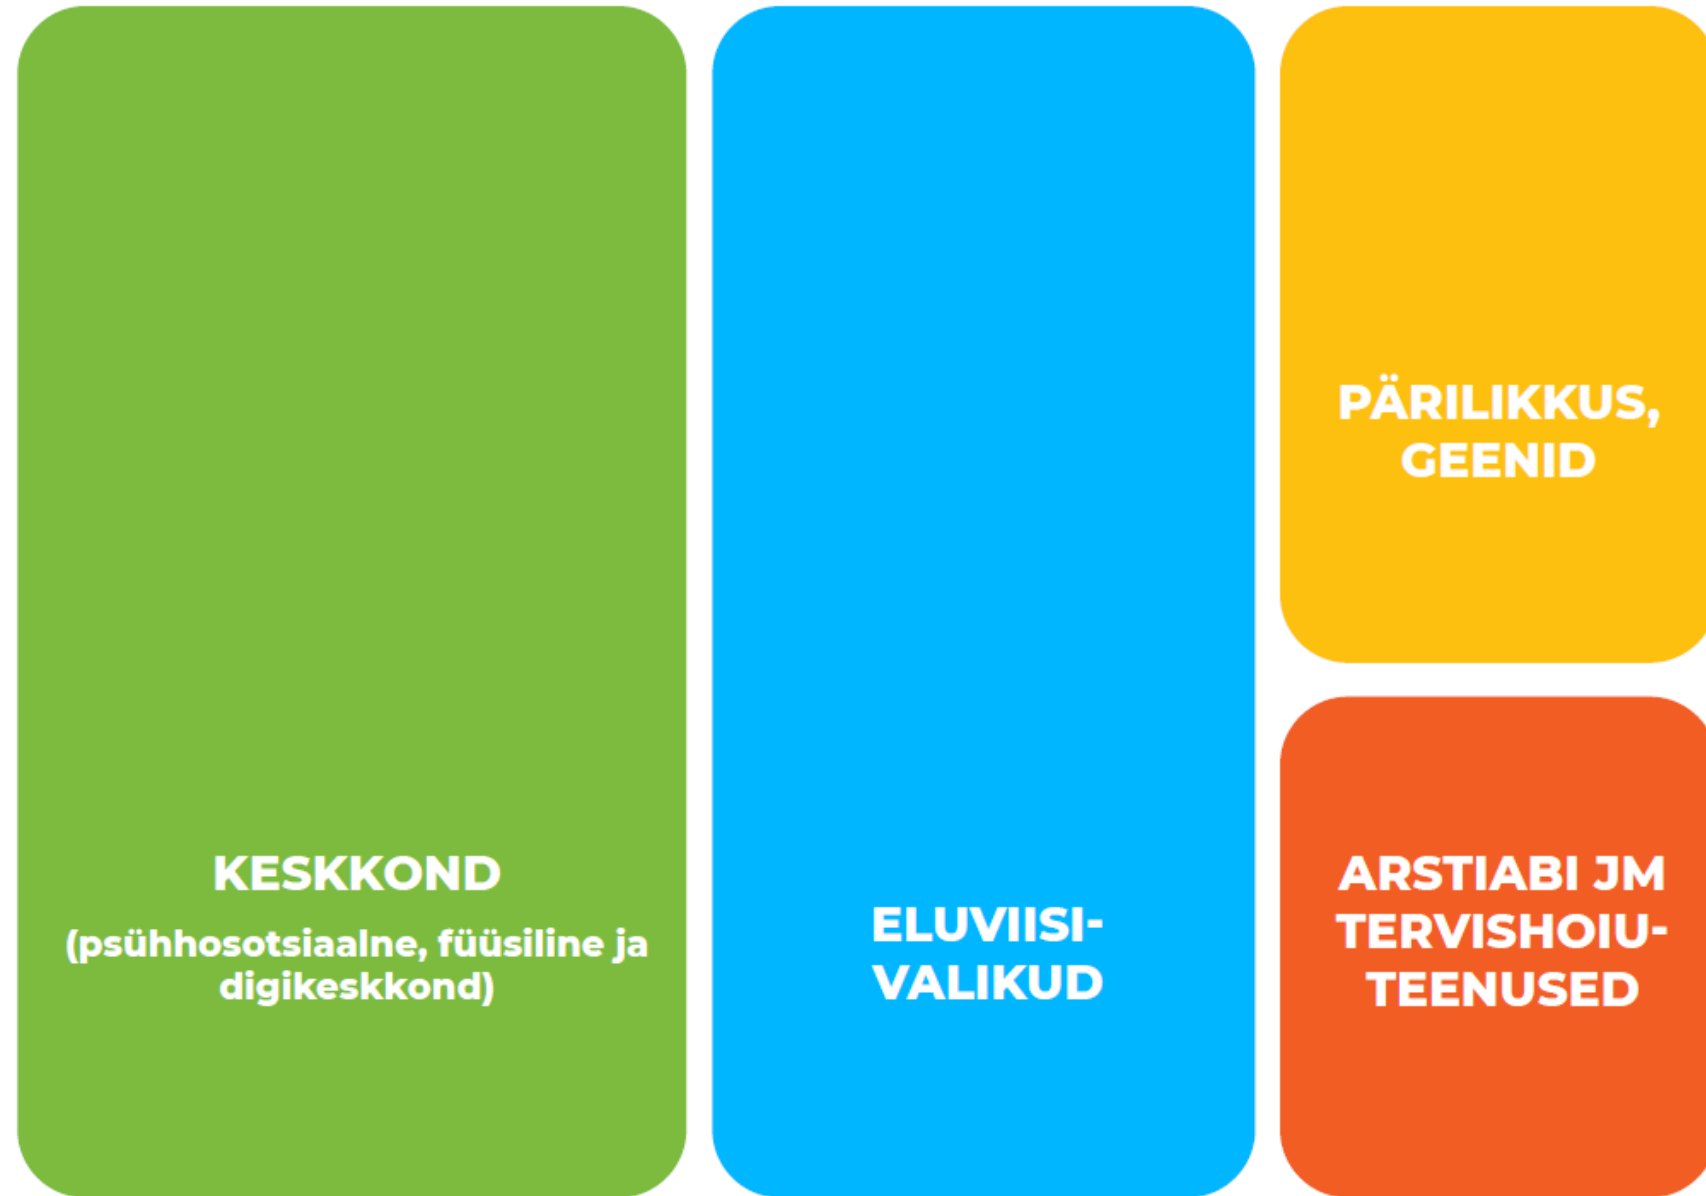 KESKKOND
(psühhosotsiaalne, füüsiline ja
digikeskkond)
ELUVIISI-
VALIKUD
PÄRILIKKUS,
GEENID
ARSTIABI JM
TERVISHOIU-
TEENUSED